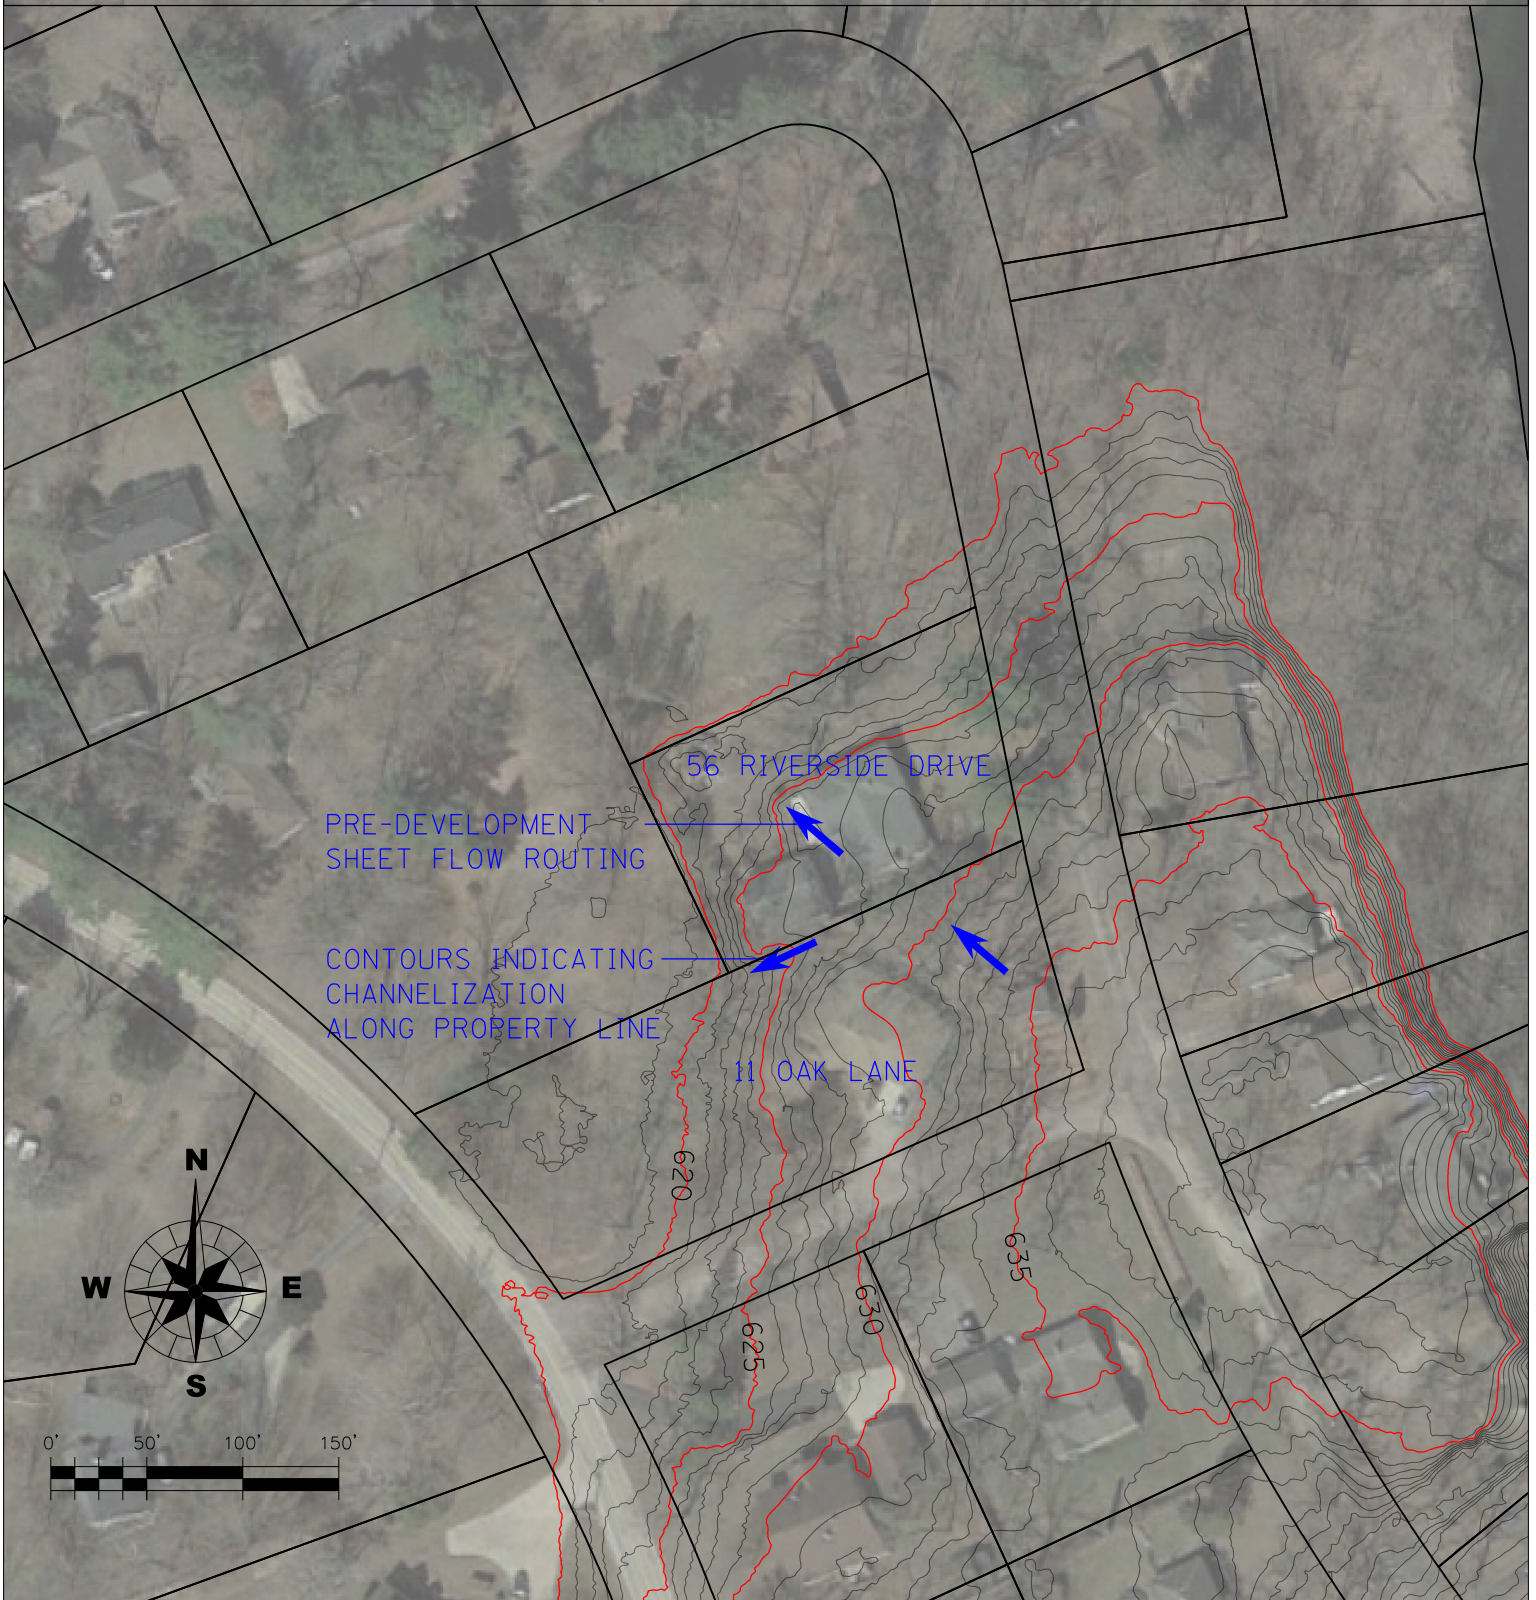 56 RIVERSIDE DRIVE
PRE-DEVELOPMENT
SHEET FLOW ROUTING
CONTOURS INDICATING
CHANNELIZATION
ALONG PROPERTY LINE
11 OAK LANE
620
635
630
625
N
W
E
S
0' 50' 100' 150'